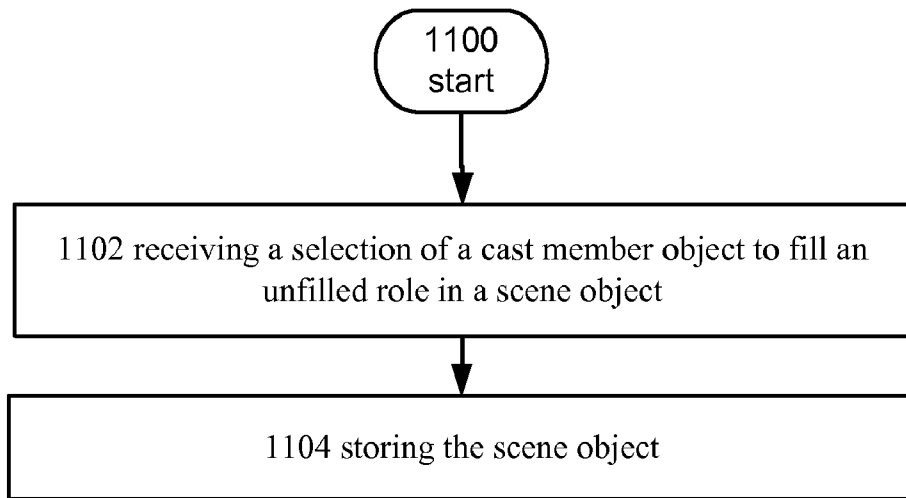 1100
start
1102 receiving a selection of a cast member object to fill an
unfilled role in a scene object
1104 storing the scene object